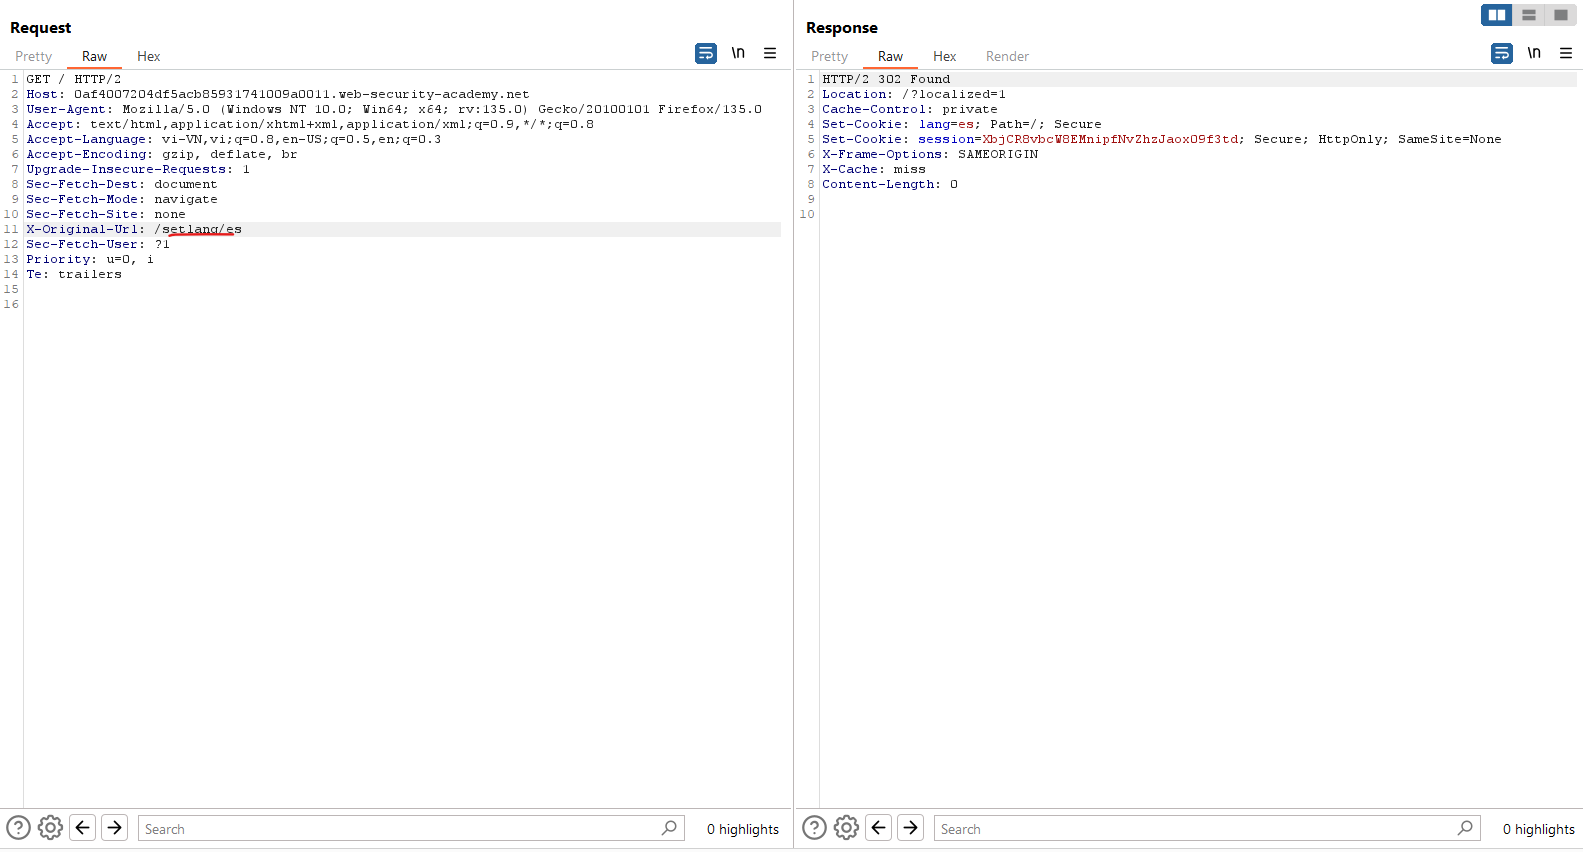 Request
Pretty Raw Hex
\n
1 GET / HTTP/2
2 Host: 0af4007204df5acb85931741009a0011.web-security-academy.net
3 User-Agent: Mozilla/5.0 (Windows NT 10.0; Win64; x64; rv:135.0) Gecko/20100101 Firefox/135.0
4 Accept: text/html,application/xhtml+xml,application/xml;q=0.9,*/*;q=0.8
5 Accept-Language: vi-VN,vi;q=0.8,en-US;q=0.5,en;q=0.3
6 Accept-Encoding: gzip, deflate, br
7 Upgrade-Insecure-Requests: 1
8 Sec-Fetch-Dest: document
9 Sec-Fetch-Mode: navigate
10 Sec-Fetch-Site: none
11 X-Original-Url: /setlang/es
12 Sec-Fetch-User: ?1
13 Priority: u=0, i
14 Te: trailers
15
16
Search
0 highlights
Response
Pretty Raw Hex Render
\n
1 HTTP/2 302 Found
2 Location: /?localized=1
3 Cache-Control: private
4 Set-Cookie: lang=es; Path=/; Secure
5 Set-Cookie: session=XbjCR8vbcW8EMnipfNvZhzJaoxO9f3td; Secure; HttpOnly; SameSite=None
6 X-Frame-Options: SAMEORIGIN
7 X-Cache: miss
8 Content-Length: 0
9
10
Search
0 highlights